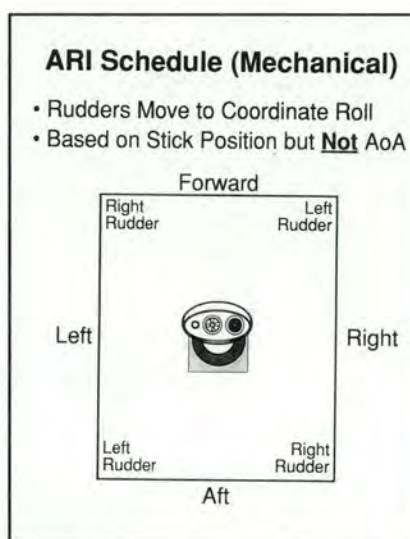 ARI Schedule (Mechanical)
• Rudders Move to Coordinate Roll
• Based on Stick Position but Not AoA
Forward
Right Rudder
Left Rudder
Left
Right
Left Rudder
Right Rudder
Aft